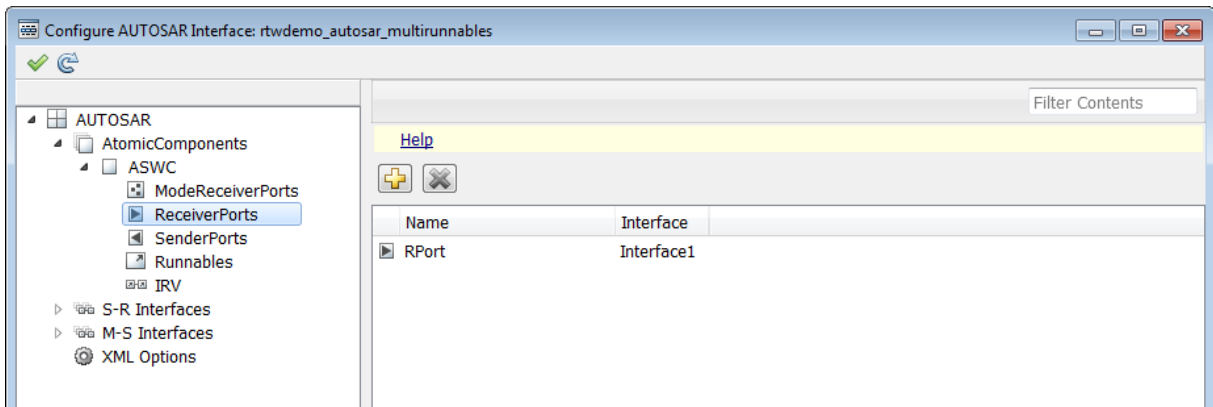 Configure AUTOSAR Interface: rtwdemo_autosar_multirunnables
Filter Contents
AUTOSAR
AtomicComponents
ASWC
ModeReceiverPorts
ReceiverPorts
SenderPorts
Runnables
IRV
S-R Interfaces
M-S Interfaces
XML Options
Help
Name Interface
RPort Interface1